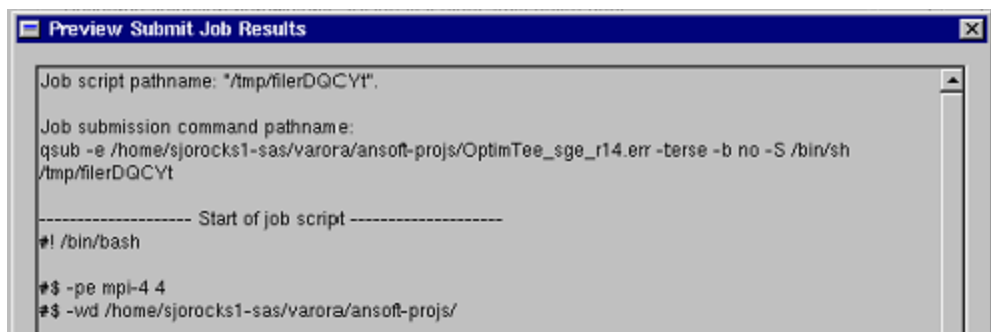 Preview Submit Job Results
Job script pathname: "/tmp/filerDQCYt".
Job submission command pathname:
qsub -e /home/sjorocks1-sas/varora/ansoft-projs/OptimTee_sge_r14.err -terse -b no -S /bin/sh
/tmp/filerDQCYt
-------------------- Start of job script --------------------
#! /bin/bash
#$ -pe mpi-4 4
#$ -wd /home/sjorocks1-sas/varora/ansoft-projs/